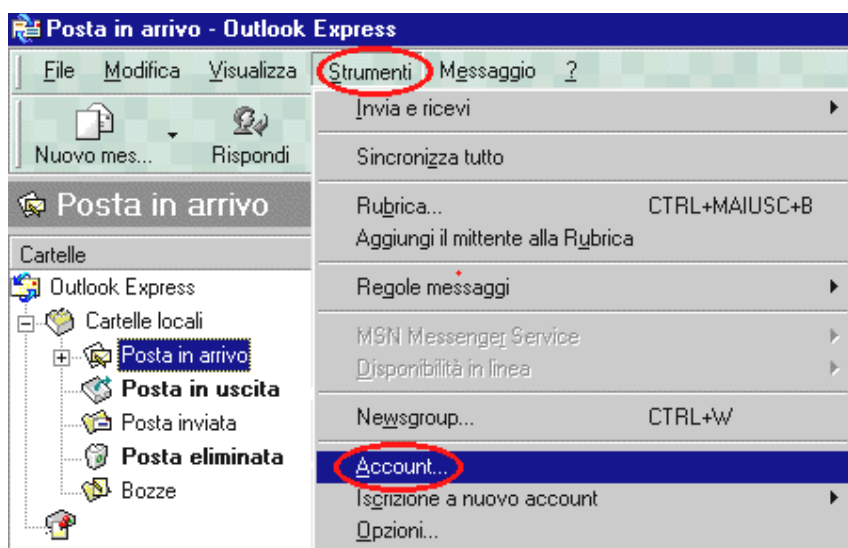 Posta in arrivo - Outlook Express
File Modifica Visualizza Strumenti Messaggio ?
Nuovo mes... Rispondi
Posta in arrivo
Cartelle
Outlook Express
Cartelle locali
Posta in arrivo
Posta in uscita
Posta inviata
Posta eliminata
Bozze
Invia e ricevi
Sincronizza tutto
Rubrica... CTRL+MAIUSC+B
Aggiungi il mittente alla Rubrica
Regole messaggi
MSN Messenger Service
Disponibilità in linea
Newsgroup... CTRL+W
Account...
Iscrizione a nuovo account
Opzioni...